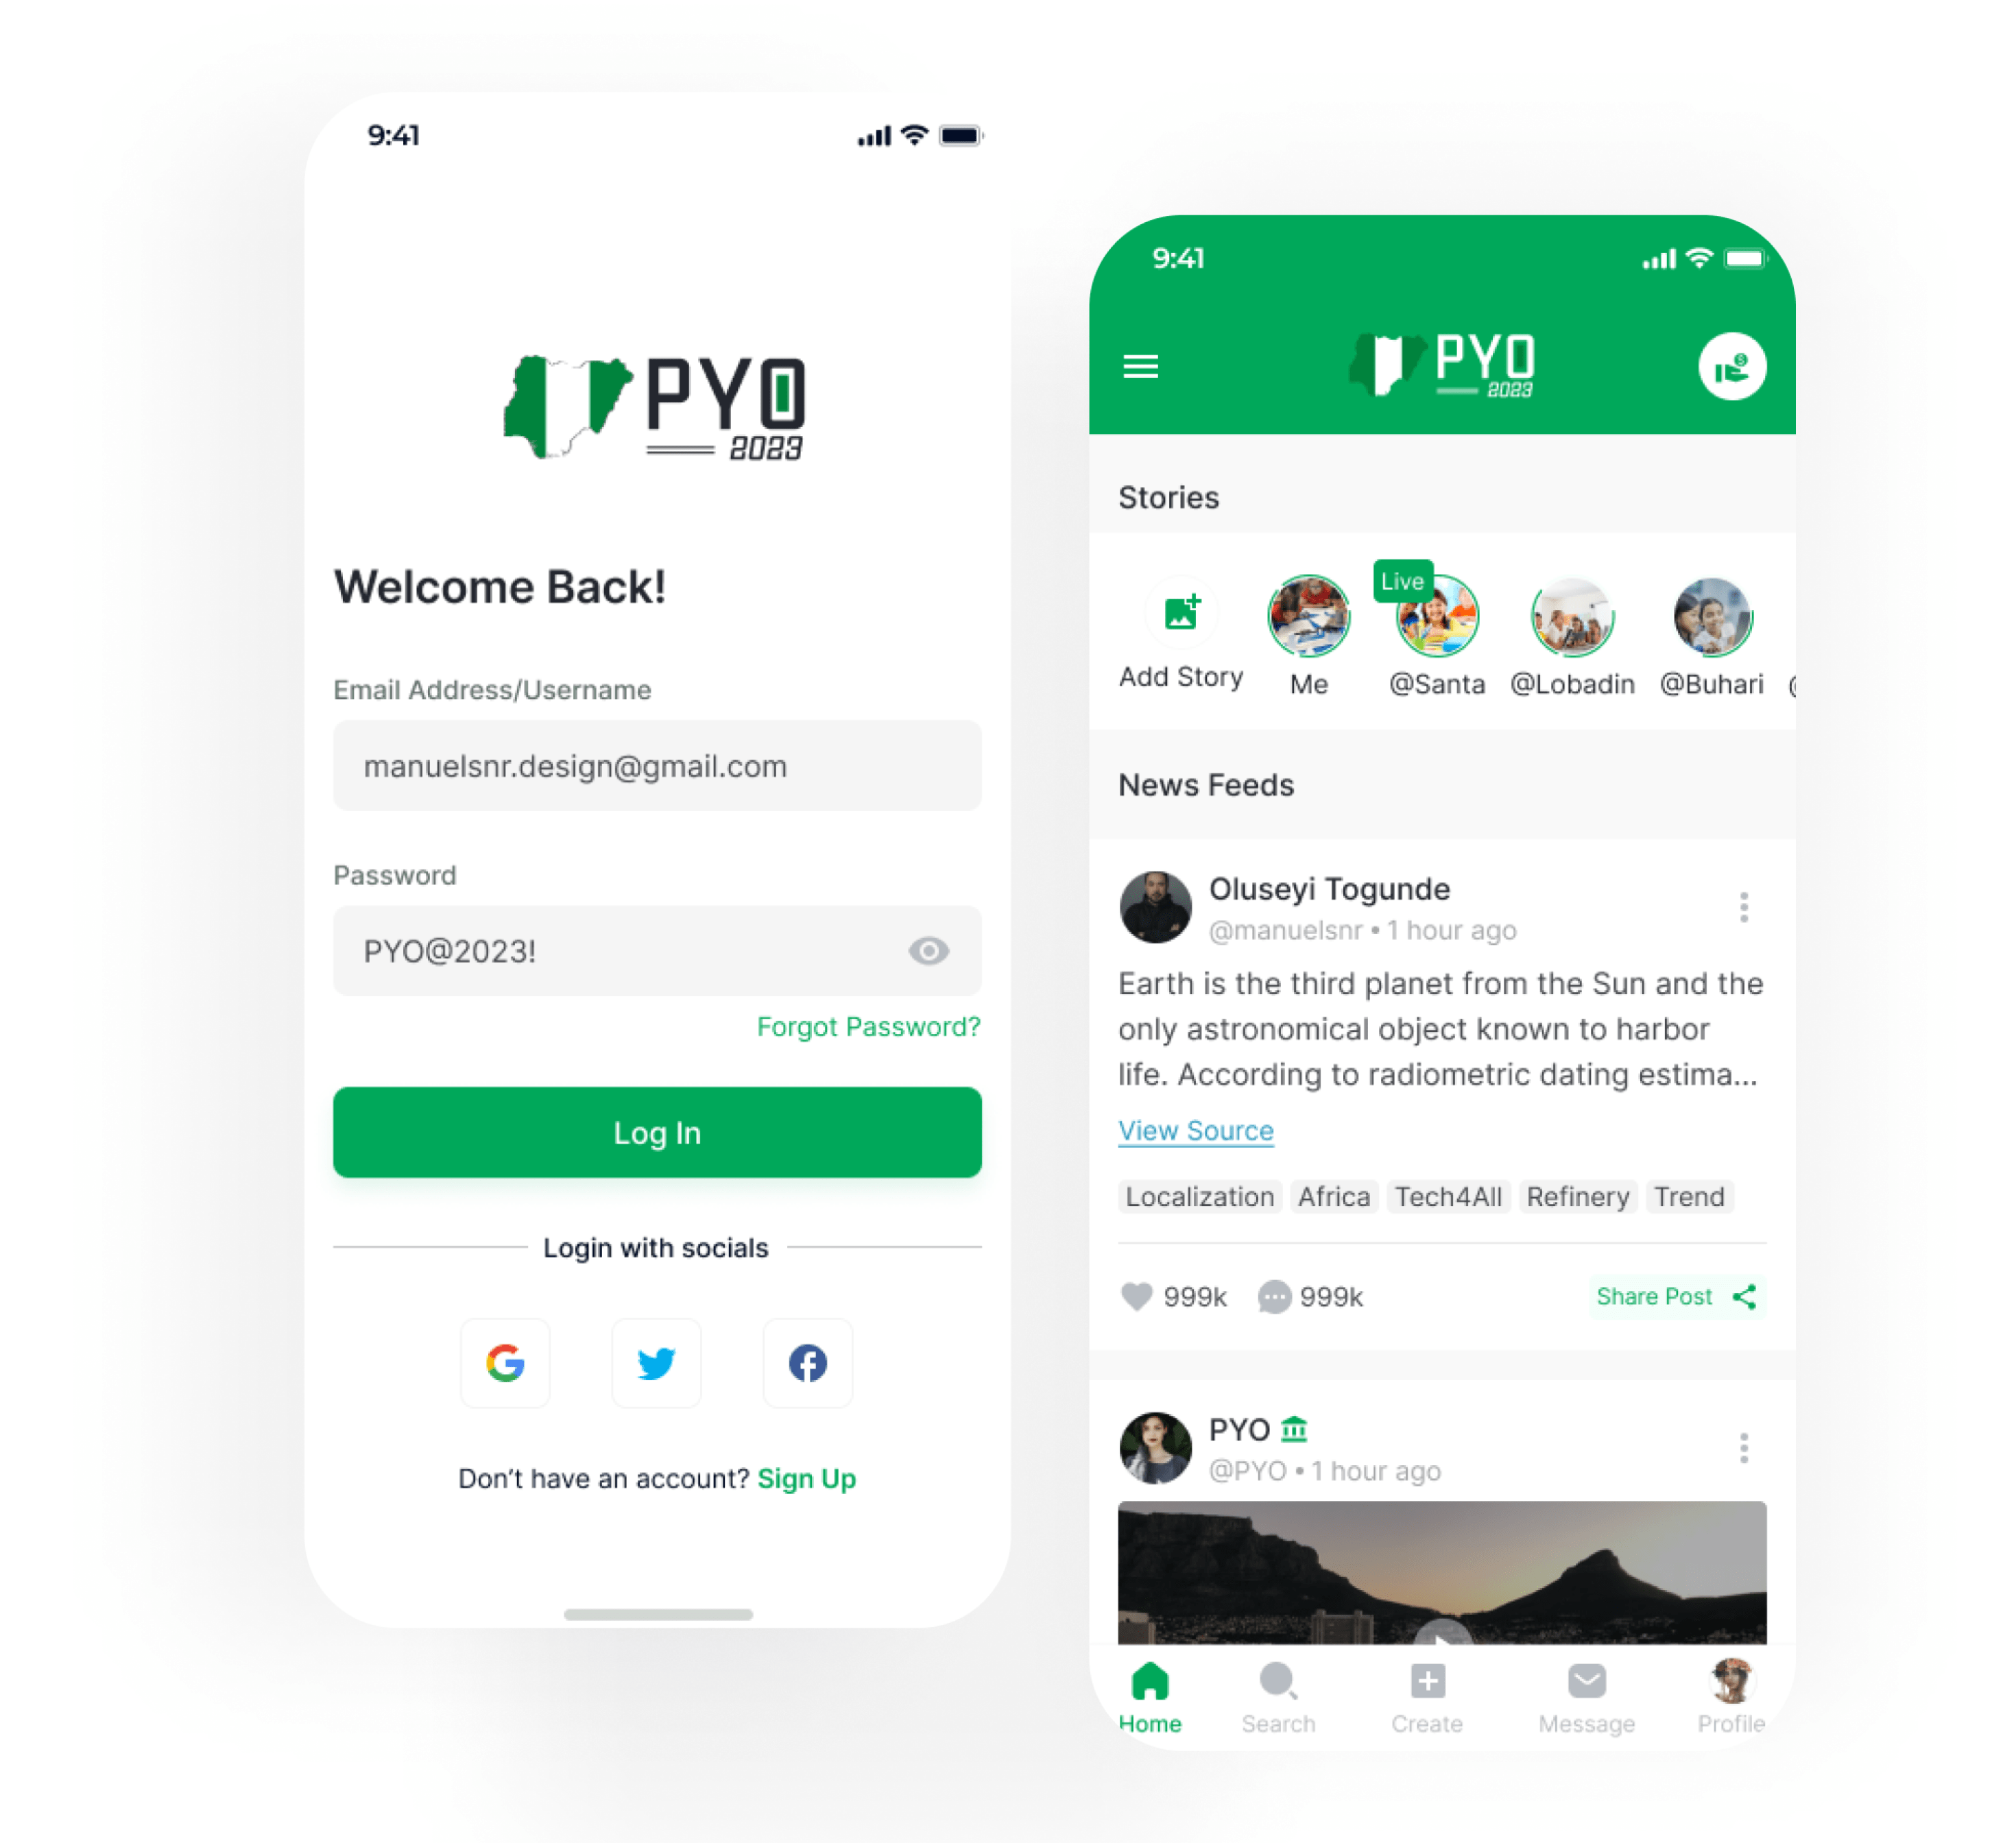 9:41
PYO
2023
Welcome Back!
Email Address/Username
manuelsnr.design@gmail.com
Password
PYO@2023!
Forgot Password?
Log In
Login with socials
Don't have an account? Sign Up
9:41
PYO
2023
Stories
Live
Add Story
Me
@Santa
@Lobadin
@Buhari
@
News Feeds
Oluseyi Togunde
@manuelsnr • 1 hour ago
Earth is the third planet from the Sun and the
only astronomical object known to harbor
life. According to radiometric dating estima...
View Source
Localization Africa Tech4All Refinery Trend
999k 999k Share Post
PYO
@PYO • 1 hour ago
Home Search Create Message Profile